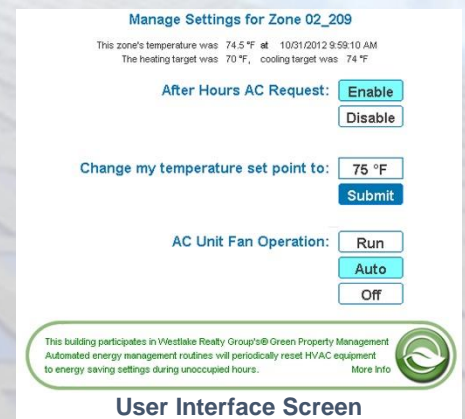 Manage Settings for Zone 02_209
This zone's temperature was 74.5 °F at 10/31/2012 9:59:10 AM
The heating target was 70 °F, cooling target was 74 °F
After Hours AC Request: Enable
Disable
Change my temperature set point to: 75 °F
Submit
AC Unit Fan Operation: Run
Auto
Off
This building participates in Westlake Realty Group's® Green Property Management
Automated energy management routines will periodically reset HVAC equipment
to energy saving settings during unoccupied hours. More Info
User Interface Screen